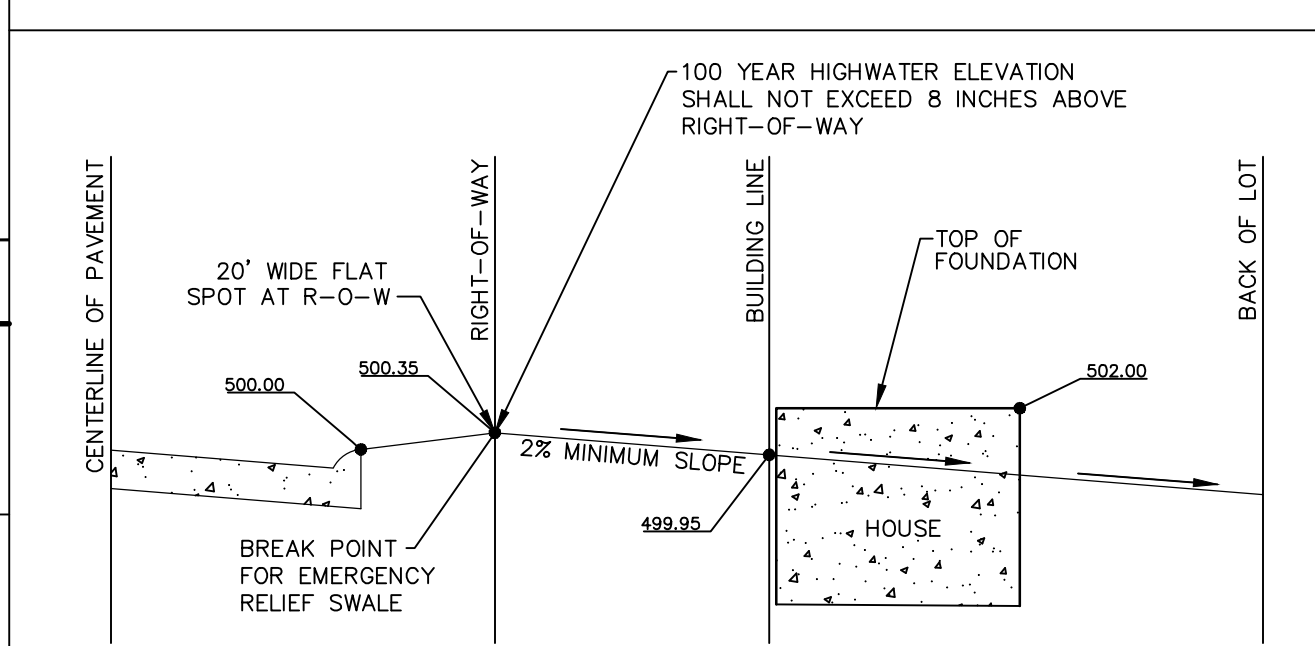 100 YEAR HIGHWATER ELEVATION
SHALL NOT EXCEED 8 INCHES ABOVE
RIGHT-OF-WAY
CENTERLINE OF PAVEMENT
RIGHT-OF-WAY
BUILDING LINE
BACK OF LOT
20' WIDE FLAT
SPOT AT R-O-W
TOP OF
FOUNDATION
500.00
500.35
502.00
2% MINIMUM SLOPE
499.95
HOUSE
BREAK POINT
FOR EMERGENCY
RELIEF SWALE